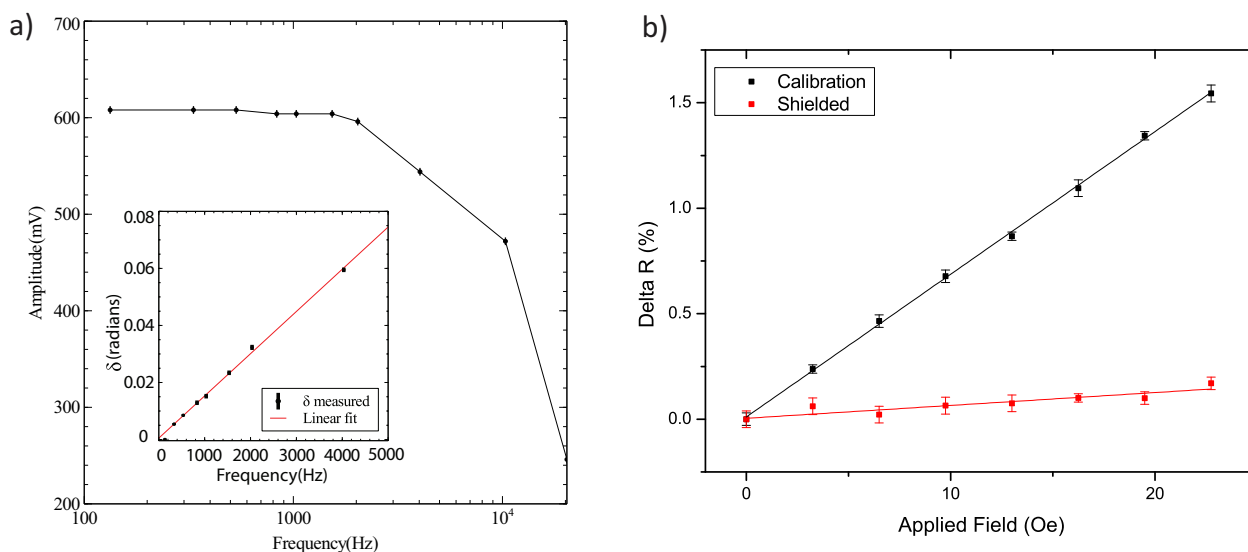 a)
700
600
500
400
300
200
Amplitude(mV)
100
1000
10⁴
Frequency(Hz)
0.08
0.06
0.04
0.02
0
δ(radians)
0 1000 2000 3000 4000 5000
Frequency(Hz)
δ measured
Linear fit
b)
Calibration
Shielded
1.5
1.0
0.5
0.0
Delta R (%)
0 10 20
Applied Field (Oe)